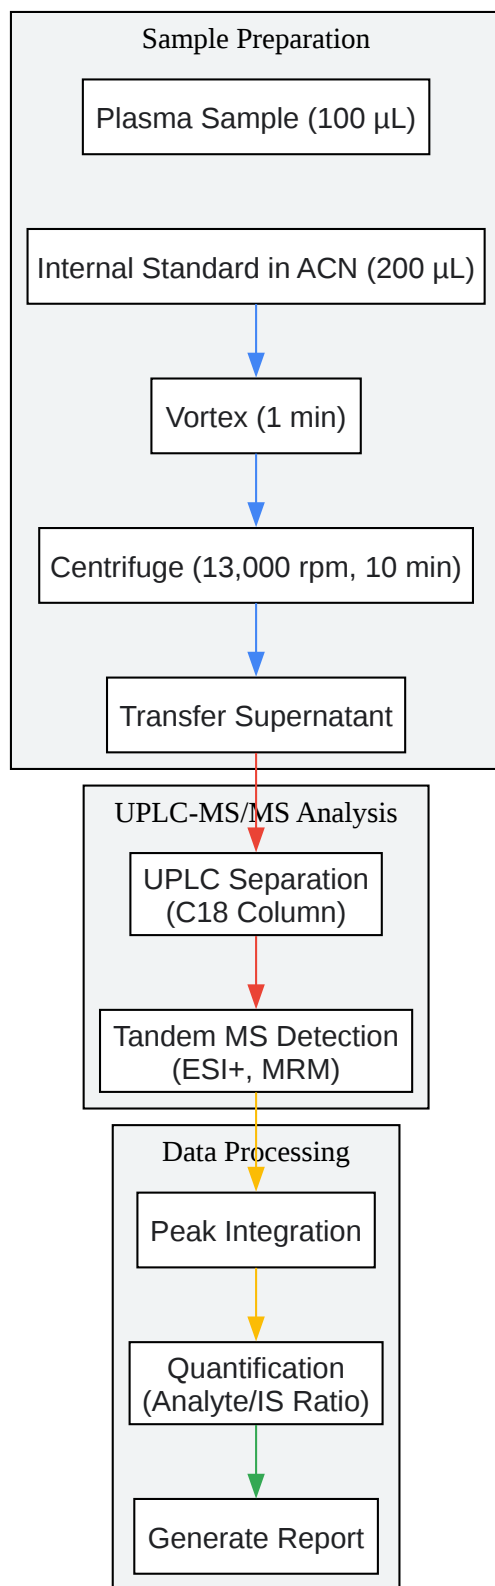 Sample Preparation
Plasma Sample (100 µL)
Internal Standard in ACN (200 µL)
Vortex (1 min)
Centrifuge (13,000 rpm, 10 min)
Transfer Supernatant
UPLC-MS/MS Analysis
UPLC Separation
(C18 Column)
Tandem MS Detection
(ESI+, MRM)
Data Processing
Peak Integration
Quantification
(Analyte/IS Ratio)
Generate Report